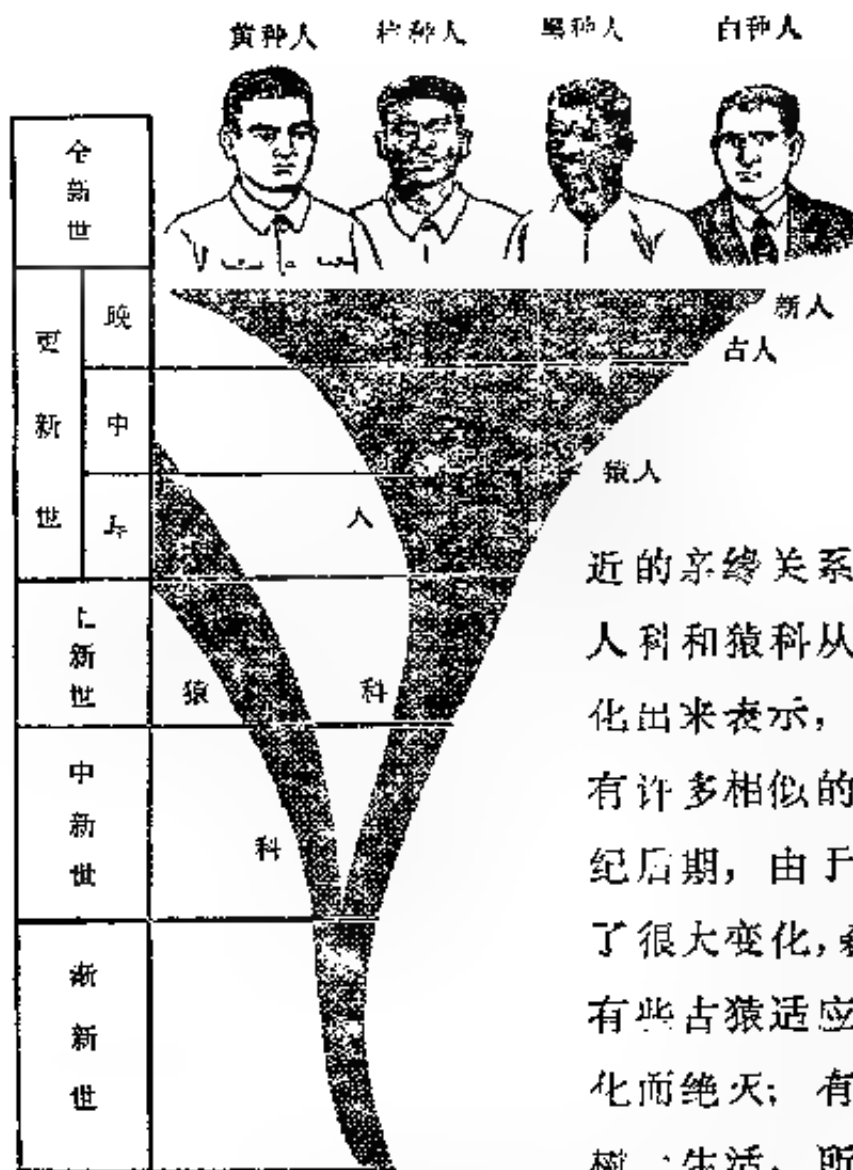 黄种人 棕种人 黑种人 白种人
全新世
更新世
晚
中
早
上新世
中新世
渐新世
新人
古人
猿人
人科
猿科
近的亲缘关系
人科和猿科从
化出来表示，
有许多相似的
纪后期，由于
了很大变化，
有些古猿适应
化而绝灭；有
树 生活，所